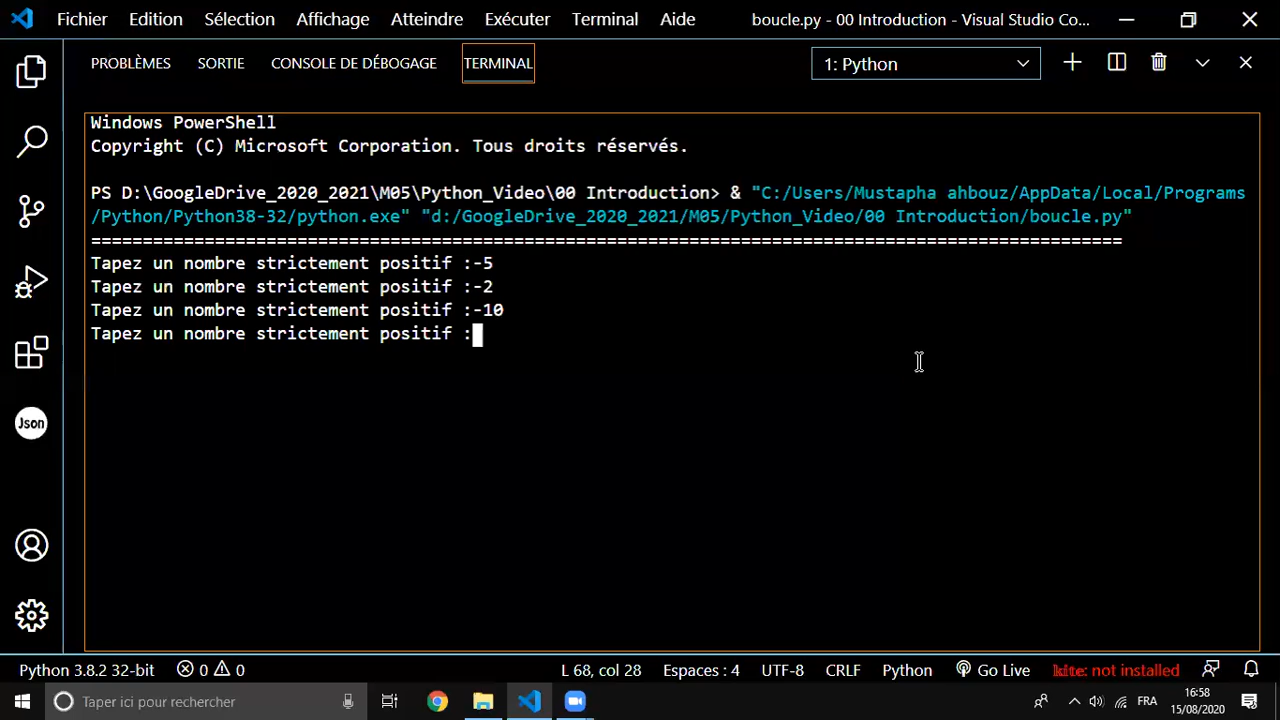 Fichier Edition Sélection Affichage Atteindre Exécuter Terminal Aide boucle.py - 00 Introduction - Visual Studio Co...
PROBLÈMES SORTIE CONSOLE DE DÉBOGAGE TERMINAL 1: Python
Windows PowerShell
Copyright (C) Microsoft Corporation. Tous droits réservés.
PS D:\GoogleDrive_2020_2021\M05\Python_Video\00 Introduction> & "C:/Users/Mustapha ahbouz/AppData/Local/Programs
/Python/Python38-32/python.exe" "d:/GoogleDrive_2020_2021/M05/Python_Video/00 Introduction/boucle.py"
====================================================================================================
Tapez un nombre strictement positif :-5
Tapez un nombre strictement positif :-2
Tapez un nombre strictement positif :-10
Tapez un nombre strictement positif :
Json
Python 3.8.2 32-bit 0 0 L 68, col 28 Espaces : 4 UTF-8 CRLF Python Go Live kite: not installed
Taper ici pour rechercher FRA 16:58
15/08/2020